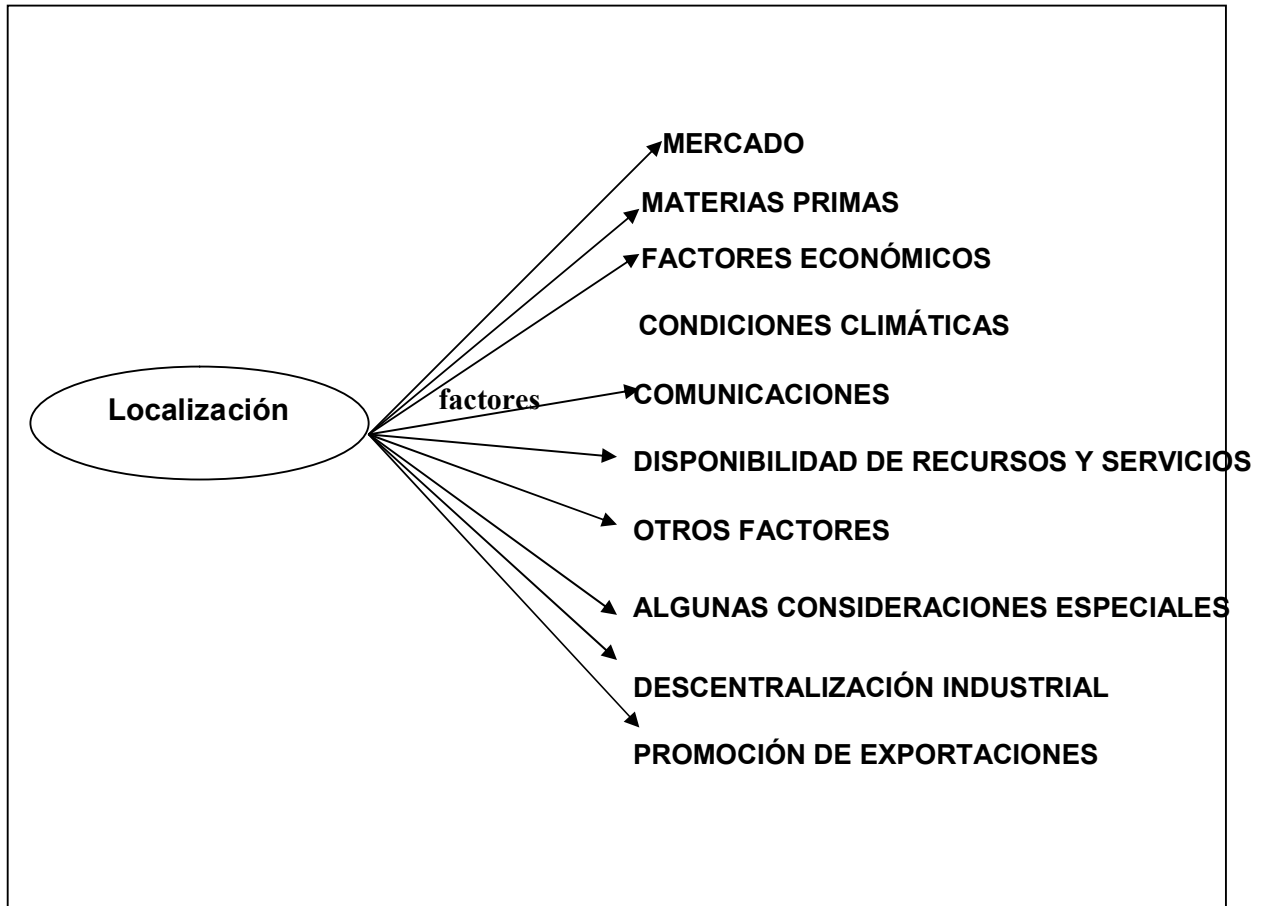 MERCADO
MATERIAS PRIMAS
FACTORES ECONÓMICOS
CONDICIONES CLIMÁTICAS
Localización
factores
COMUNICACIONES
DISPONIBILIDAD DE RECURSOS Y SERVICIOS
OTROS FACTORES
ALGUNAS CONSIDERACIONES ESPECIALES
DESCENTRALIZACIÓN INDUSTRIAL
PROMOCIÓN DE EXPORTACIONES